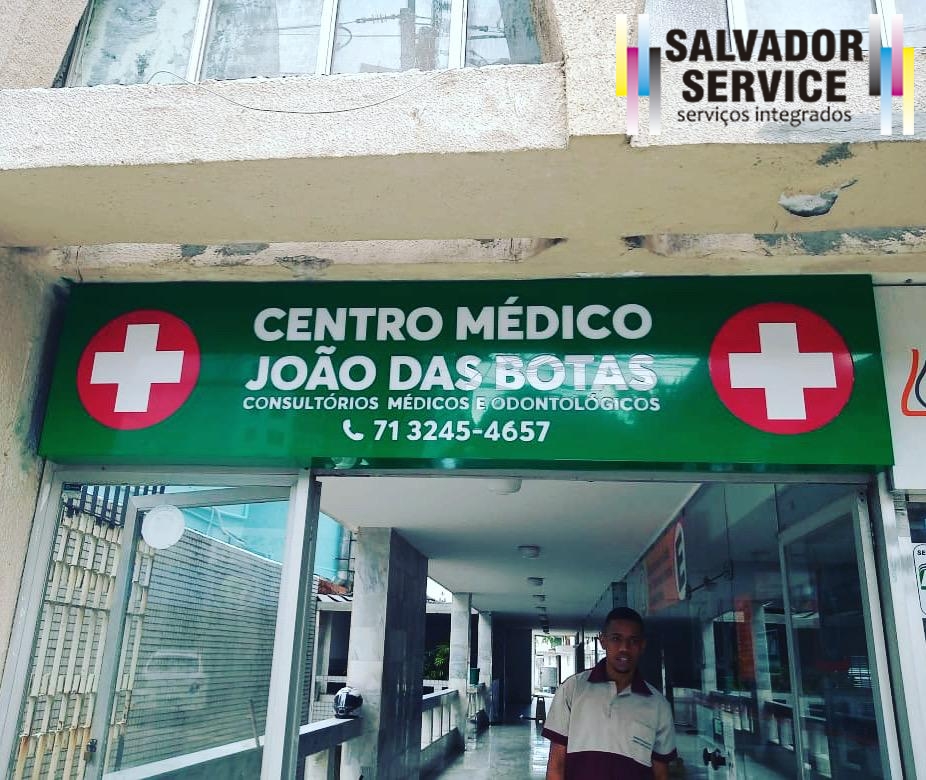 SALVADOR
SERVICE
serviços integrados
CENTRO MÉDICO
JOÃO DAS BOTAS
CONSULTÓRIOS MÉDICOS E ODONTOLÓGICOS
71 3245-4657